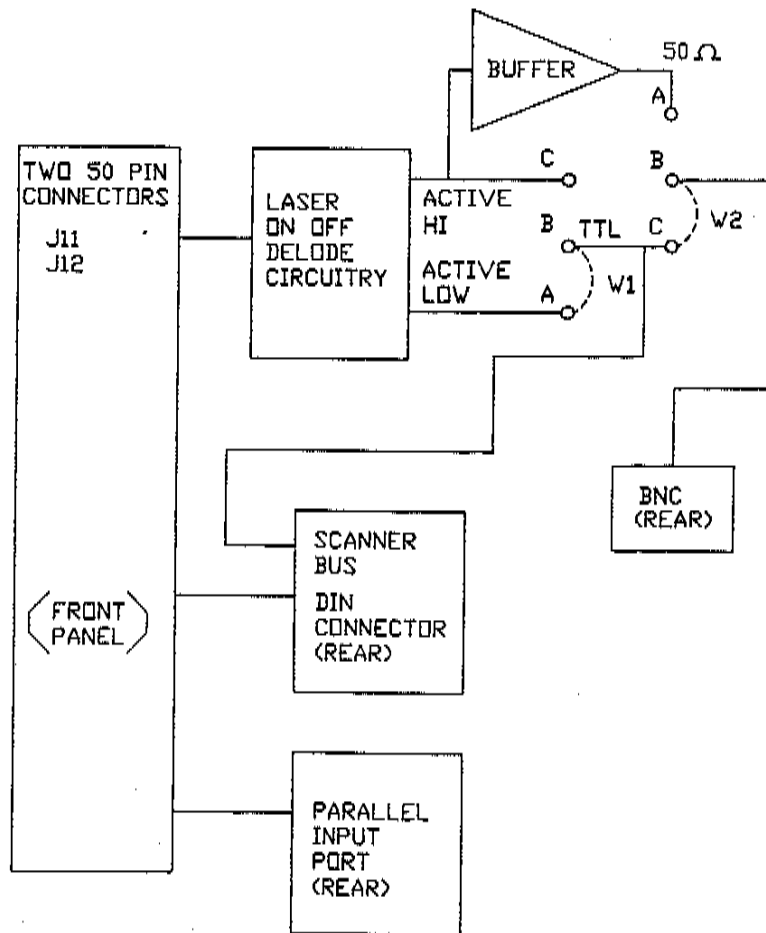 50Ω
BUFFER
A
TWO 50 PIN
CONNECTORS
J11
J12
LASER
ON OFF
DELODE
CIRCUITRY
ACTIVE
HI
ACTIVE
LOW
C
B
A
TTL
W1
B
C
W2
BNC
(REAR)
SCANNER
BUS
DIN
CONNECTOR
(REAR)
(FRONT
PANEL)
PARALLEL
INPUT
PORT
(REAR)